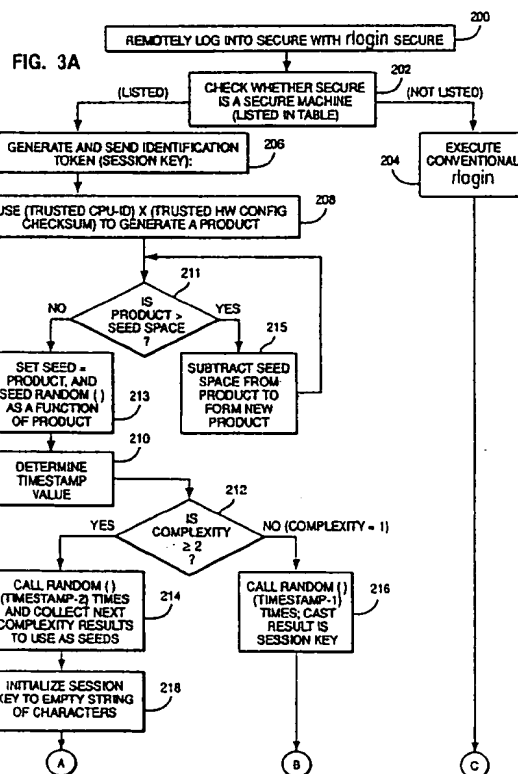 FIG. 3A
200
REMOTELY LOG INTO SECURE WITH rlogin SECURE
202
CHECK WHETHER SECURE
IS A SECURE MACHINE
(LISTED IN TABLE)
(LISTED)
(NOT LISTED)
GENERATE AND SEND IDENTIFICATION
TOKEN (SESSION KEY):
206
204
EXECUTE
CONVENTIONAL
rlogin
USE (TRUSTED CPU-ID) X (TRUSTED HW CONFIG
CHECKSUM) TO GENERATE A PRODUCT
208
211
IS
PRODUCT >
SEED SPACE
?
NO
YES
215
SUBTRACT SEED
SPACE FROM
PRODUCT TO
FORM NEW
PRODUCT
SET SEED =
PRODUCT, AND
SEED RANDOM ( )
AS A FUNCTION
OF PRODUCT
213
210
DETERMINE
TIMESTAMP
VALUE
212
IS
COMPLEXITY
≥ 2
?
YES
NO (COMPLEXITY = 1)
CALL RANDOM ( )
(TIMESTAMP-2) TIMES
AND COLLECT NEXT
COMPLEXITY RESULTS
TO USE AS SEEDS
214
CALL RANDOM ( )
(TIMESTAMP-1)
TIMES; CAST
RESULT IS
SESSION KEY
216
INITIALIZE SESSION
KEY TO EMPTY STRING
OF CHARACTERS
218
A
B
C